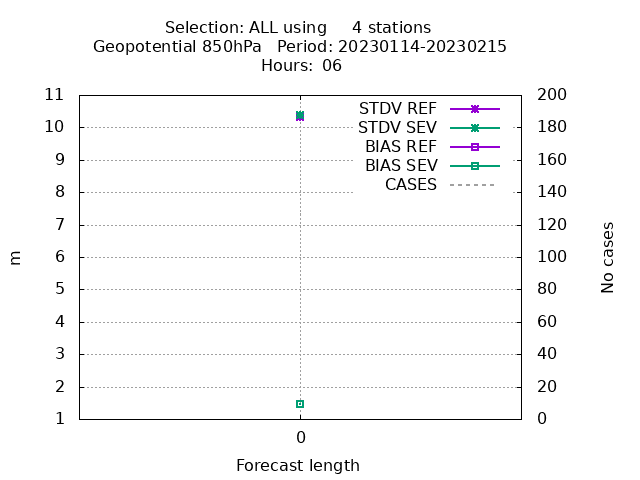 Selection: ALL using     4 stations
Geopotential 850hPa   Period: 20230114-20230215
Hours: 06
11
10
9
8
7
6
5
4
3
2
1
m
STDV REF
STDV SEV
BIAS REF
BIAS SEV
CASES
200
180
160
140
120
100
80
60
40
20
0
No cases
0
Forecast length